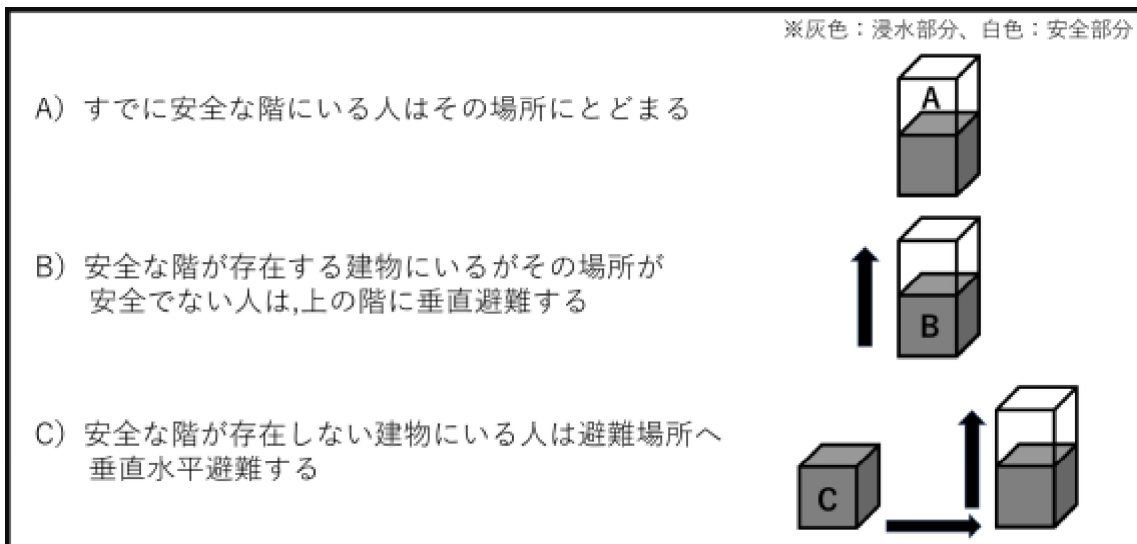 ※灰色：浸水部分、白色：安全部分
A）すでに安全な階にいる人はその場所にとどまる
A
B）安全な階が存在する建物にいるがその場所が
安全でない人は,上の階に垂直避難する
B
C）安全な階が存在しない建物にいる人は避難場所へ
垂直水平避難する
C